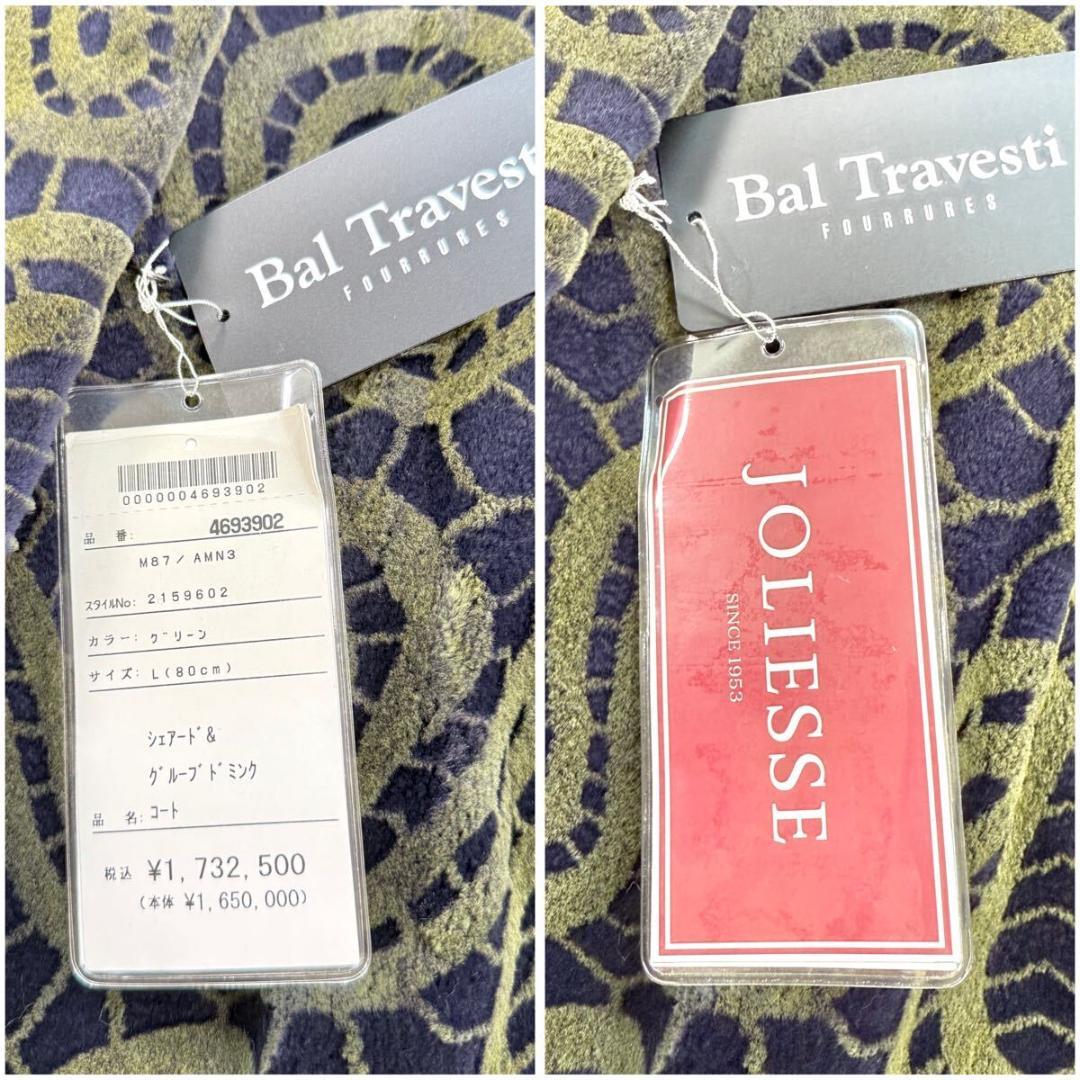 Bal Travest
FOURRURES
0000004693902
品 番: 4693902
M87/AMN3
スタイルNo: 2159602
カラー: グリーン
サイズ: L(80cm)
シェアード&
グルーブドミンク
品 名: コート
税込 ¥1,732,500
(本体 ¥1,650,000)
Bal Travesti
FOURRURES
JOLIESSE
SINCE 1953